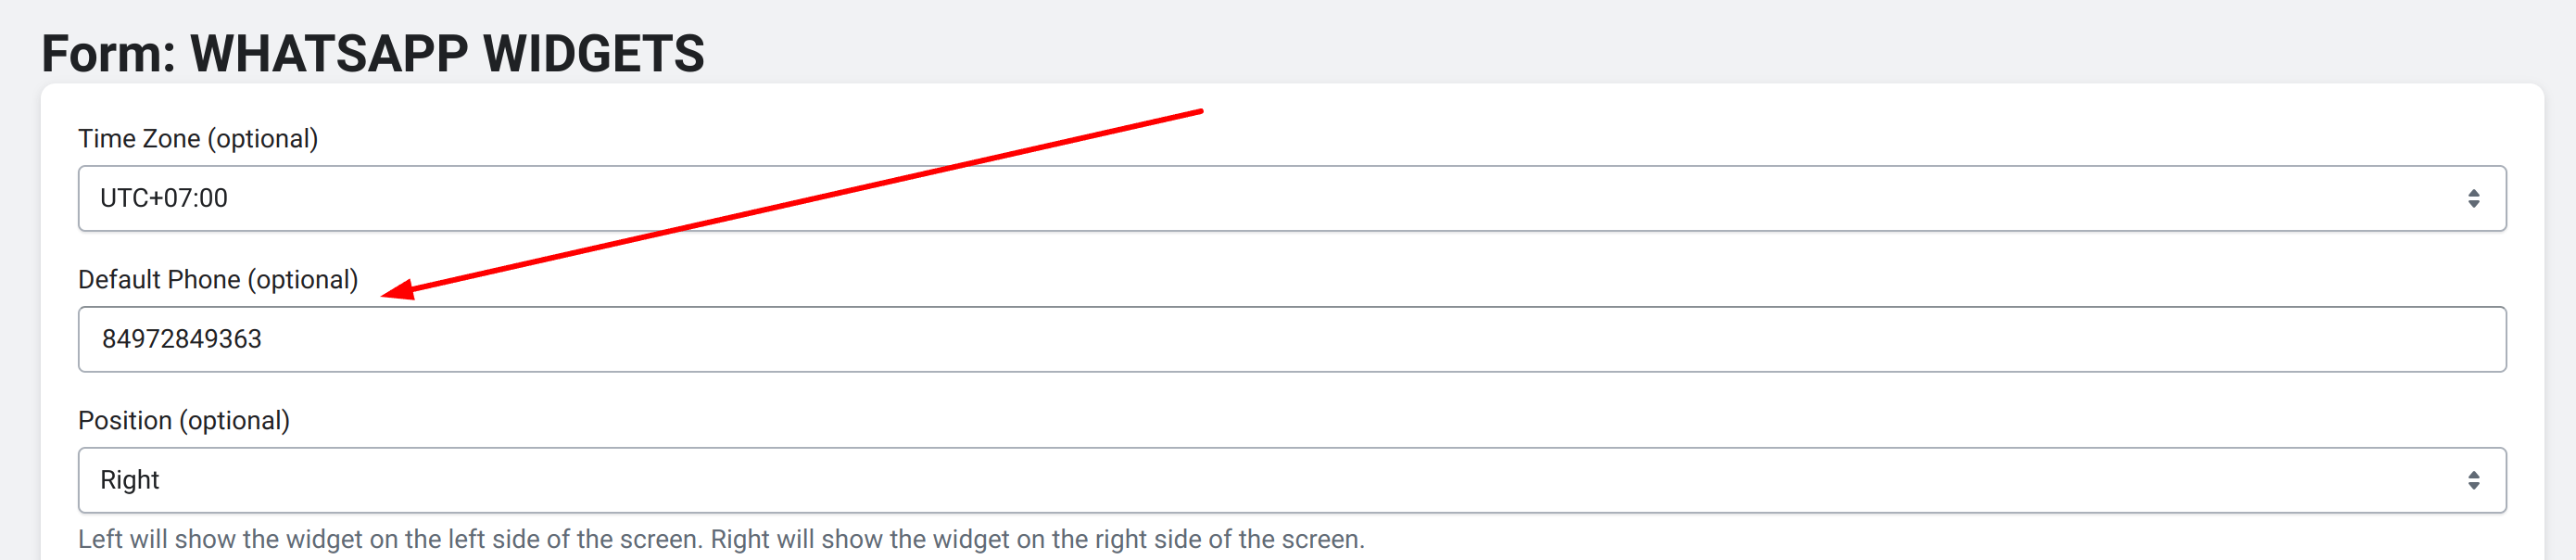 Form: WHATSAPP WIDGETS
Time Zone (optional)
UTC+07:00
Default Phone (optional)
84972849363
Position (optional)
Right
Left will show the widget on the left side of the screen. Right will show the widget on the right side of the screen.